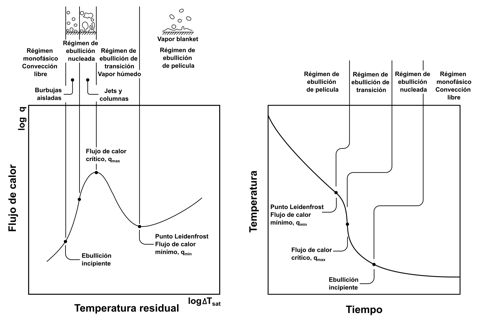 Régimen
monofásico
Convección
libre
Régimen de
ebullición
nucleada
Régimen de
ebullición de
transición
Vapor húmedo
Vapor blanket
Régimen de
ebullición
de película
Burbujas
aisladas
Jets y
columnas
log q
Flujo de calor
Flujo de calor
crítico, qmax
Punto Leidenfrost
Flujo de calor
mínimo, qmin
Ebullición
incipiente
Temperatura residual
logΔTsat
Régimen de
ebullición
de película
Régimen
de ebullición
de transición
Régimen de
ebullición
nucleada
Régimen
monofásico
Convección
libre
Temperatura
Punto Leidenfrost
Flujo de calor
mínimo, qmin
Flujo de calor
crítico,
qmax
Ebullición
incipiente
Tiempo